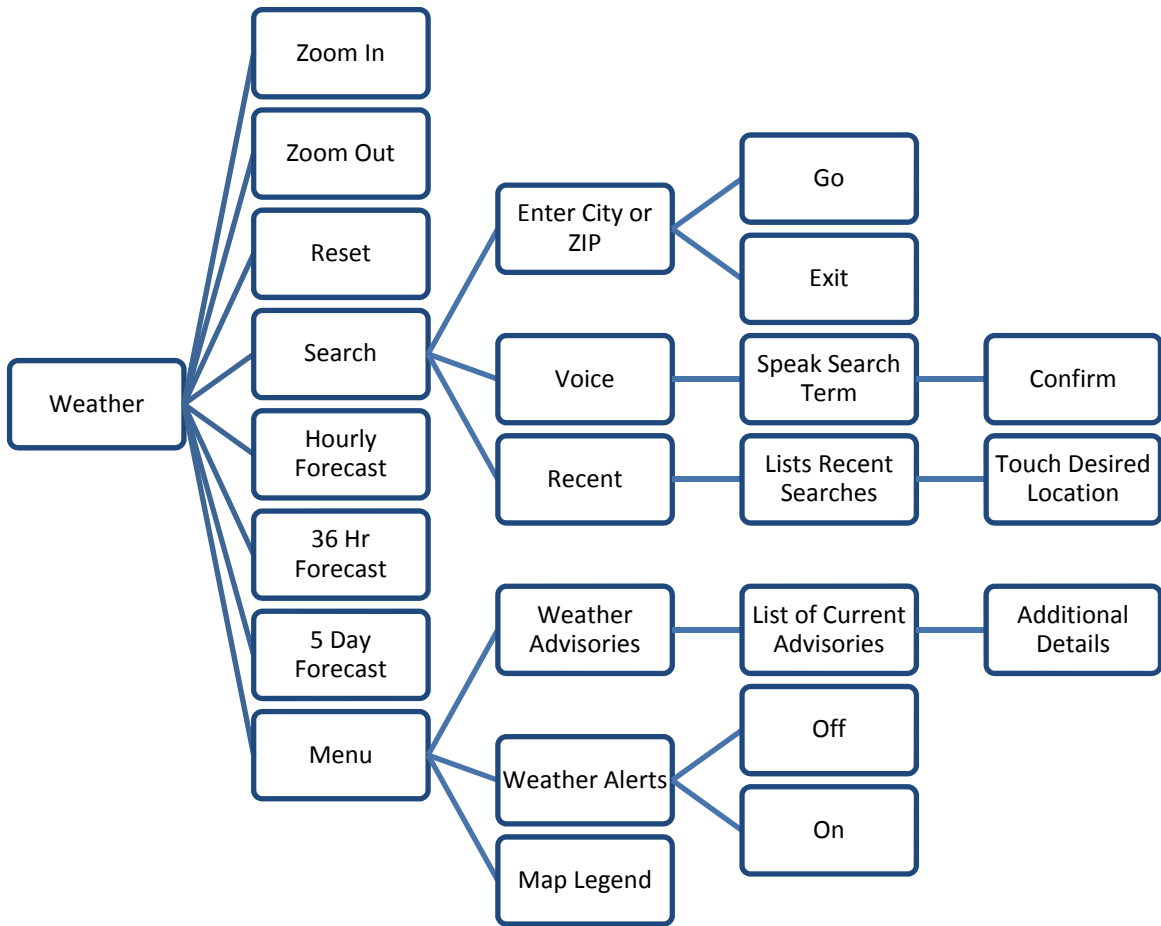 Zoom In
Zoom Out
Reset
Search
Weather
Hourly
Forecast
36 Hr
Forecast
5 Day
Forecast
Menu
Enter City or
ZIP
Go
Exit
Voice
Speak Search
Term
Confirm
Recent
Lists Recent
Searches
Touch Desired
Location
Weather
Advisories
List of Current
Advisories
Additional
Details
Weather Alerts
Off
On
Map Legend